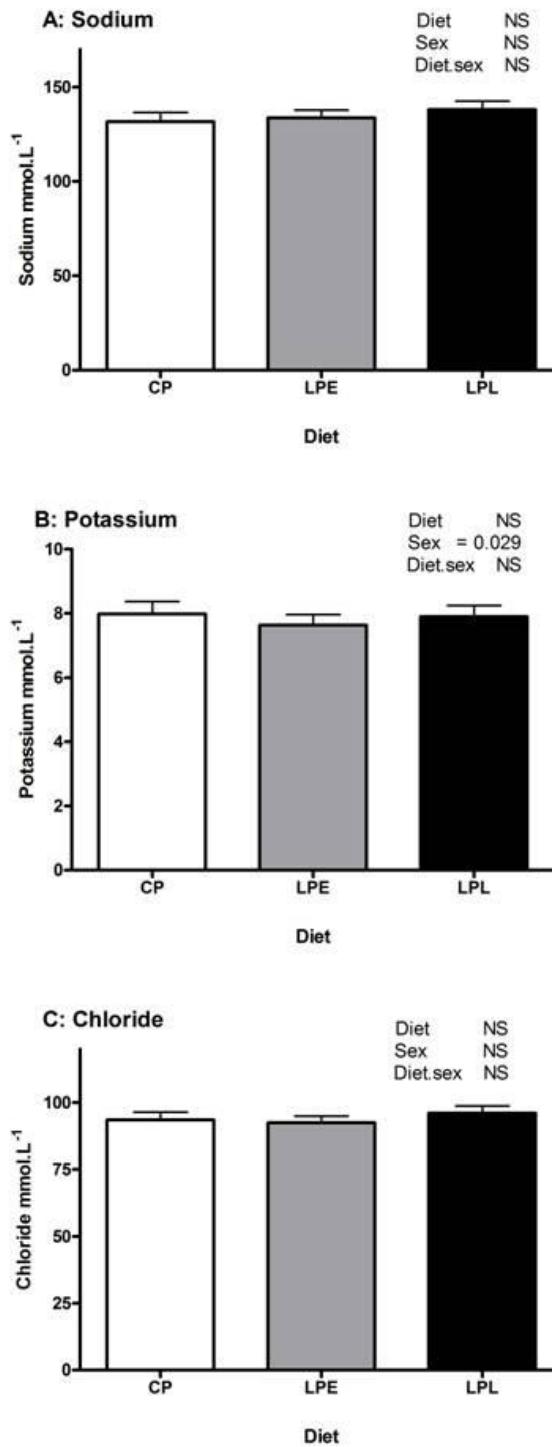 A: Sodium
Diet NS
Sex NS
Diet.sex NS
150
100
50
0
Sodium mmol.L⁻¹
CP LPE LPL
Diet
B: Potassium
Diet NS
Sex = 0.029
Diet.sex NS
10
8
6
4
2
0
Potassium mmol.L⁻¹
CP LPE LPL
Diet
C: Chloride
Diet NS
Sex NS
Diet.sex NS
100
75
50
25
0
Chloride mmol.L⁻¹
CP LPE LPL
Diet